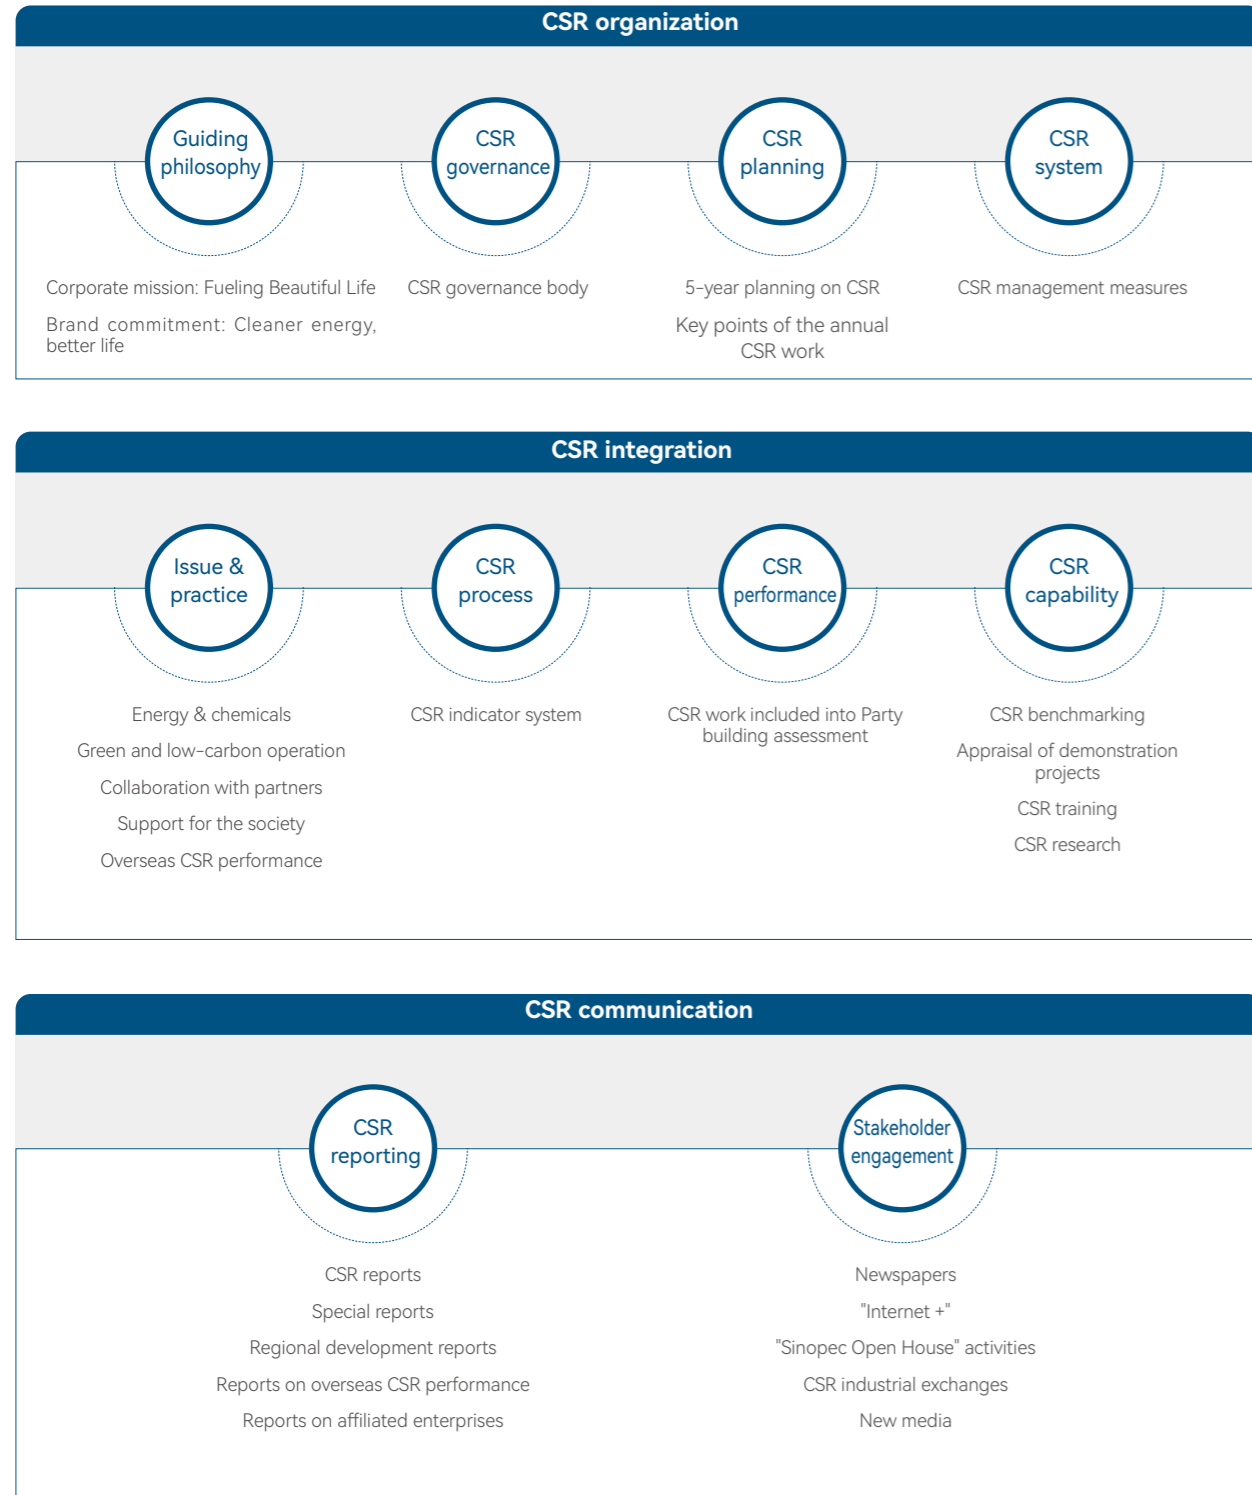 CSR organization
Guiding
philosophy
CSR
governance
CSR
planning
CSR
system
Corporate mission: Fueling Beautiful Life
Brand commitment: Cleaner energy,
better life
CSR governance body
5-year planning on CSR
Key points of the annual
CSR work
CSR management measures
CSR integration
Issue &
practice
CSR
process
CSR
performance
CSR
capability
Energy & chemicals
Green and low-carbon operation
Collaboration with partners
Support for the society
Overseas CSR performance
CSR indicator system
CSR work included into Party
building assessment
CSR benchmarking
Appraisal of demonstration
projects
CSR training
CSR research
CSR communication
CSR
reporting
Stakeholder
engagement
CSR reports
Special reports
Regional development reports
Reports on overseas CSR performance
Reports on affiliated enterprises
Newspapers
"Internet +"
"Sinopec Open House" activities
CSR industrial exchanges
New media